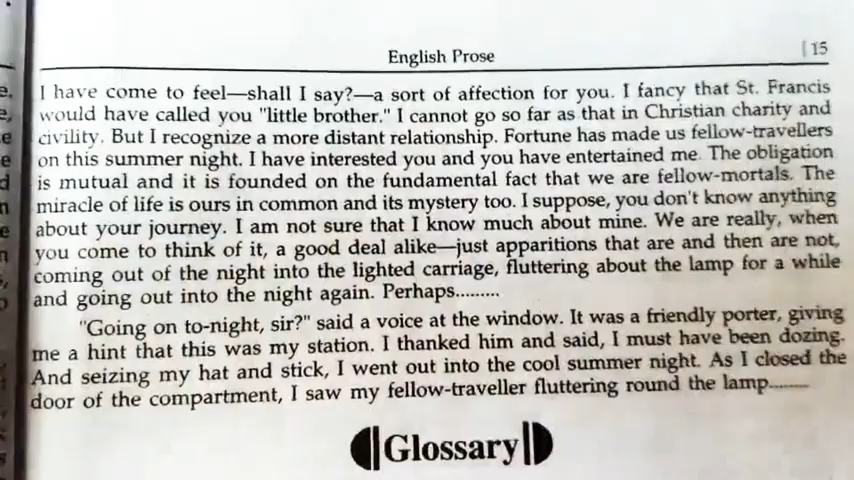 English Prose
| 15
I have come to feel—shall I say?—a sort of affection for you. I fancy that St. Francis
would have called you "little brother." I cannot go so far as that in Christian charity and
civility. But I recognize a more distant relationship. Fortune has made us fellow-travellers
on this summer night. I have interested you and you have entertained me. The obligation
is mutual and it is founded on the fundamental fact that we are fellow-mortals. The
miracle of life is ours in common and its mystery too. I suppose, you don't know anything
about your journey. I am not sure that I know much about mine. We are really, when
you come to think of it, a good deal alike—just apparitions that are and then are not,
coming out of the night into the lighted carriage, fluttering about the lamp for a while
and going out into the night again. Perhaps.........
"Going on to-night, sir?" said a voice at the window. It was a friendly porter, giving
me a hint that this was my station. I thanked him and said, I must have been dozing.
And seizing my hat and stick, I went out into the cool summer night. As I closed the
door of the compartment, I saw my fellow-traveller fluttering round the lamp.........
Glossary